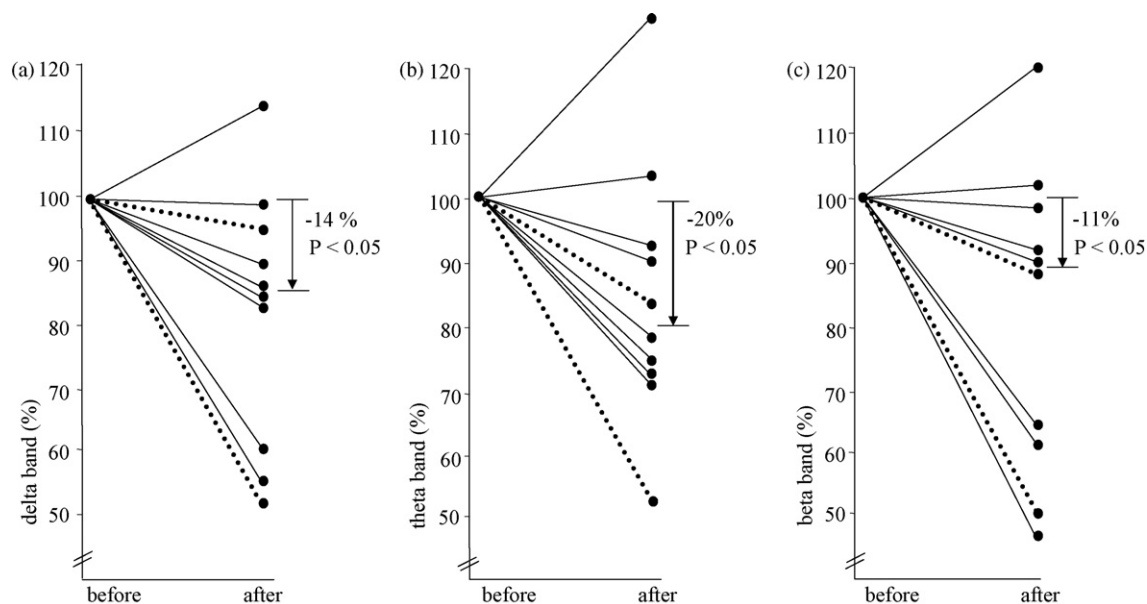 (a)
120
110
100
90
80
70
60
50
delta band (%)
-14 %
P < 0.05
before after
(b)
120
110
100
90
80
70
60
50
theta band (%)
-20%
P < 0.05
before after
(c)
120
110
100
90
80
70
60
50
beta band (%)
-11%
P < 0.05
before after